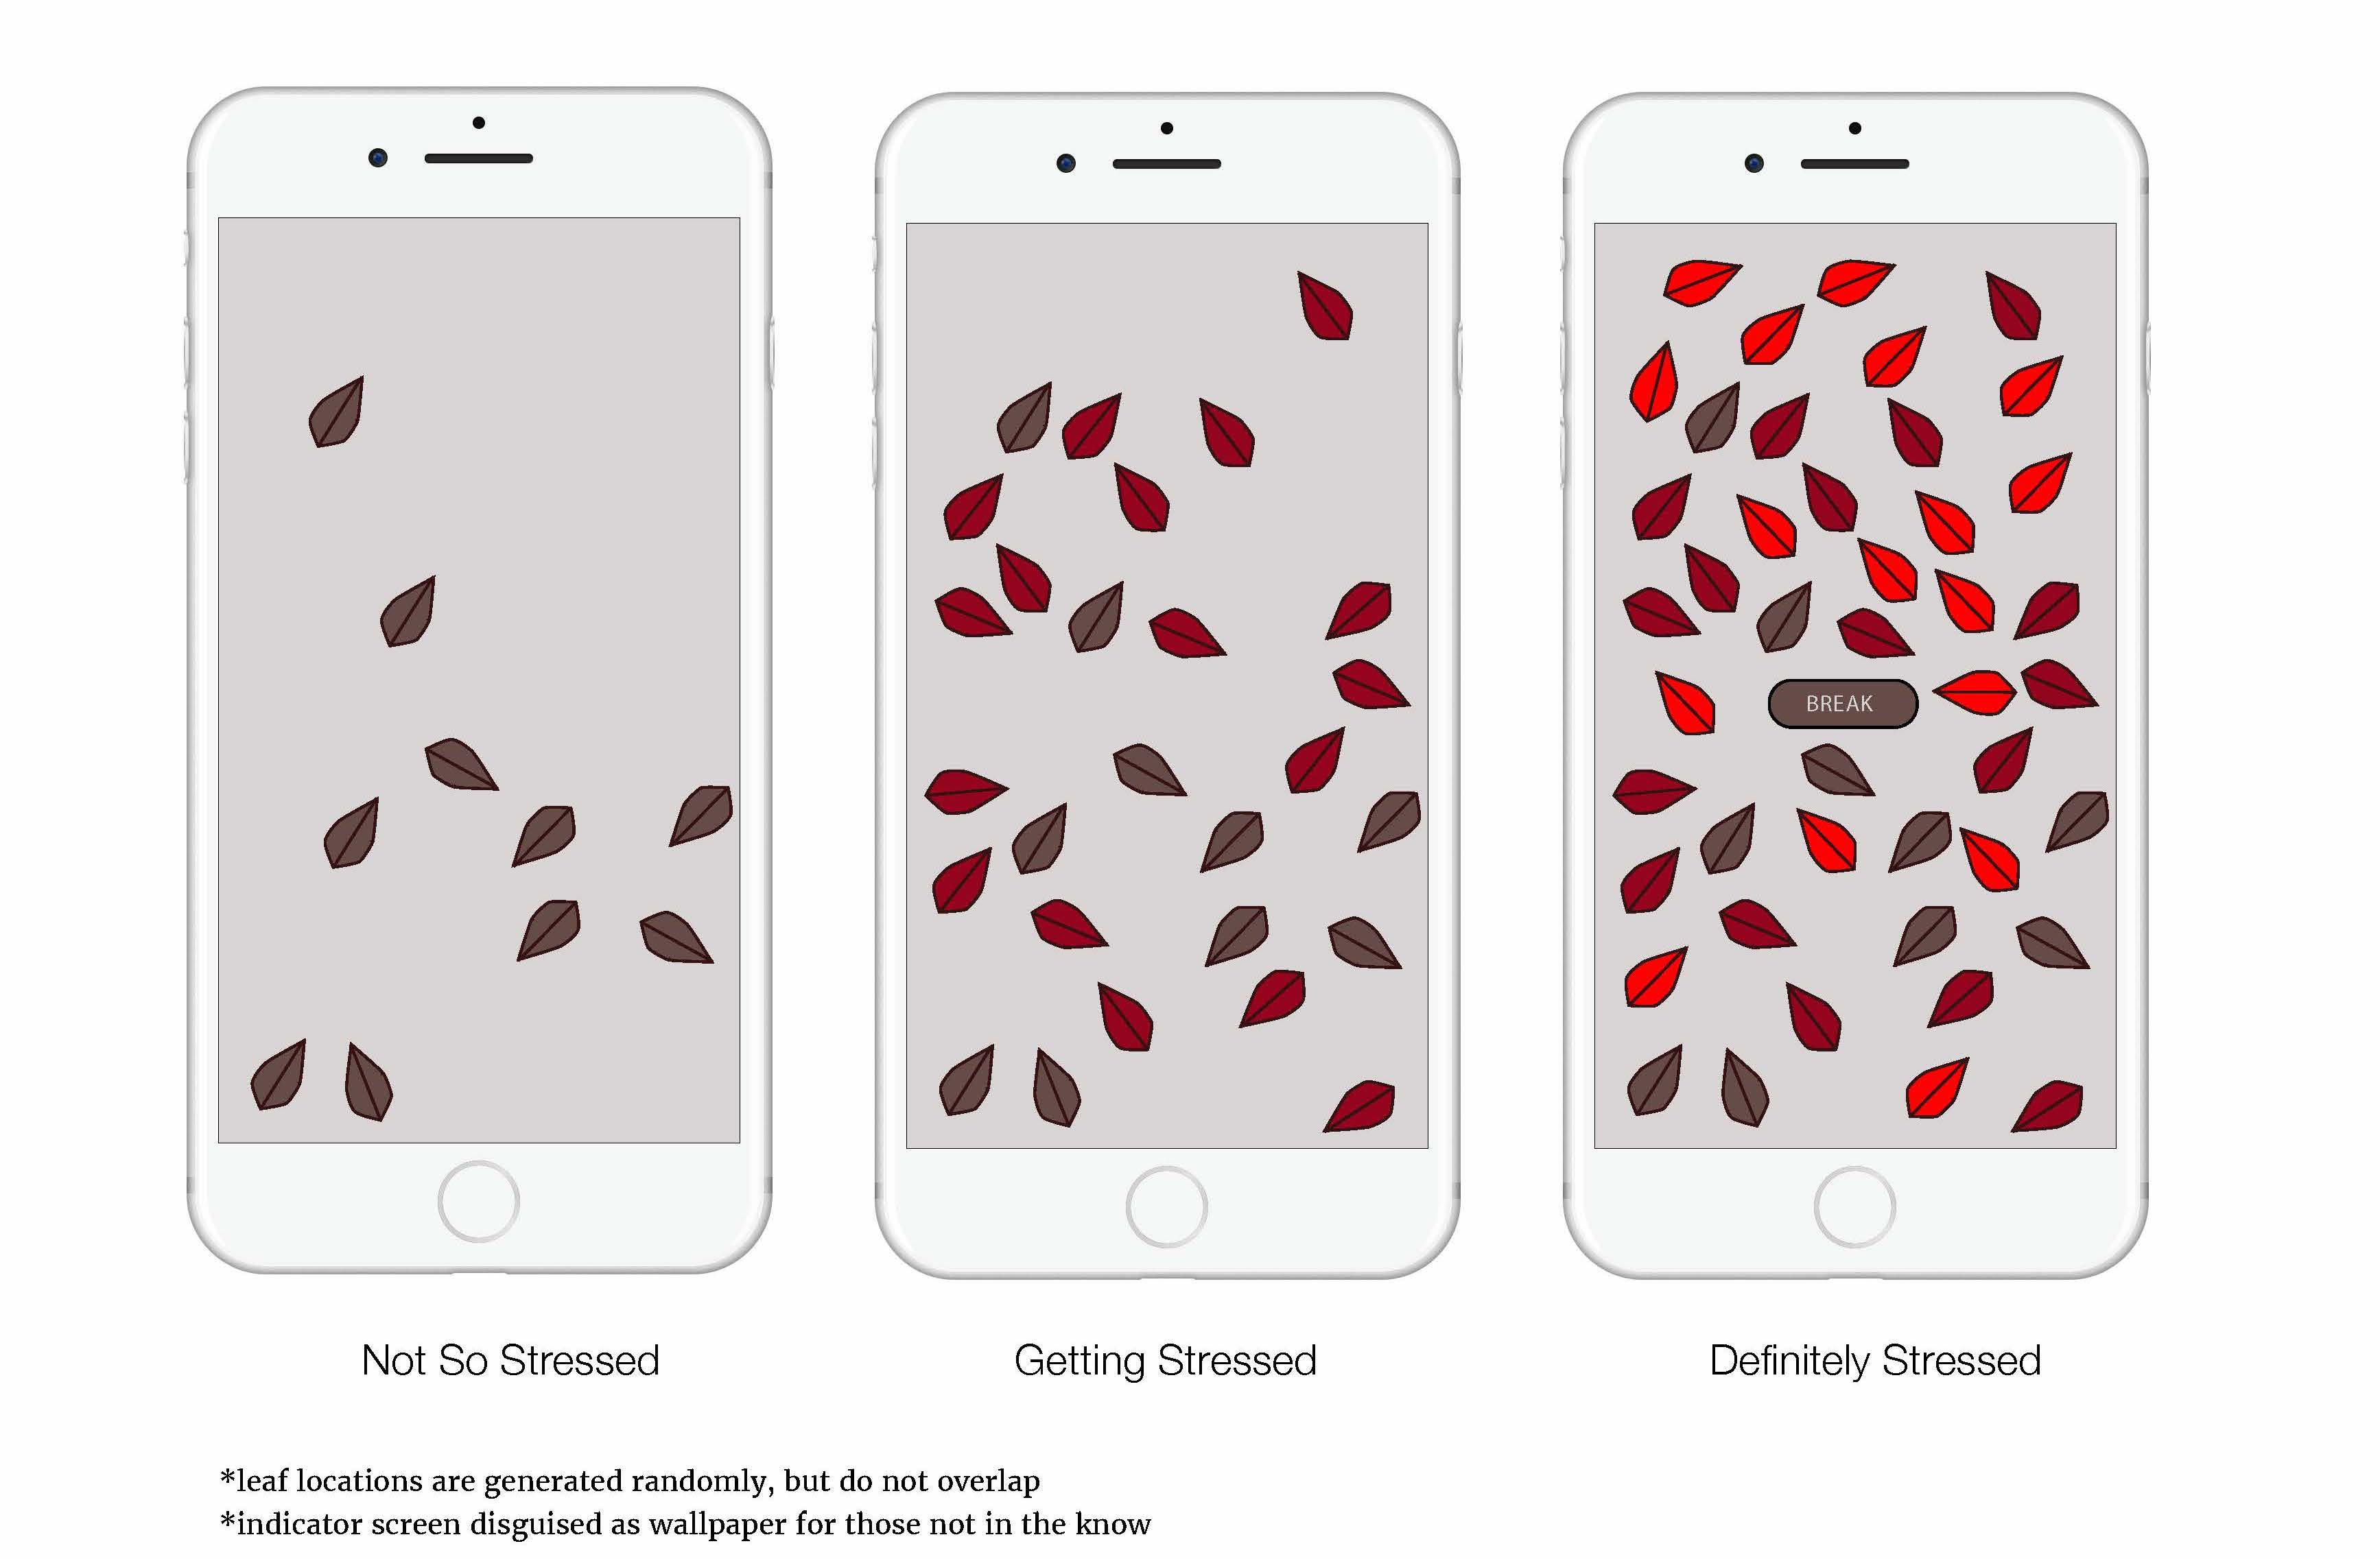 BREAK
Not So Stressed
Getting Stressed
Definitely Stressed
*leaf locations are generated randomly, but do not overlap
*indicator screen disguised as wallpaper for those not in the know